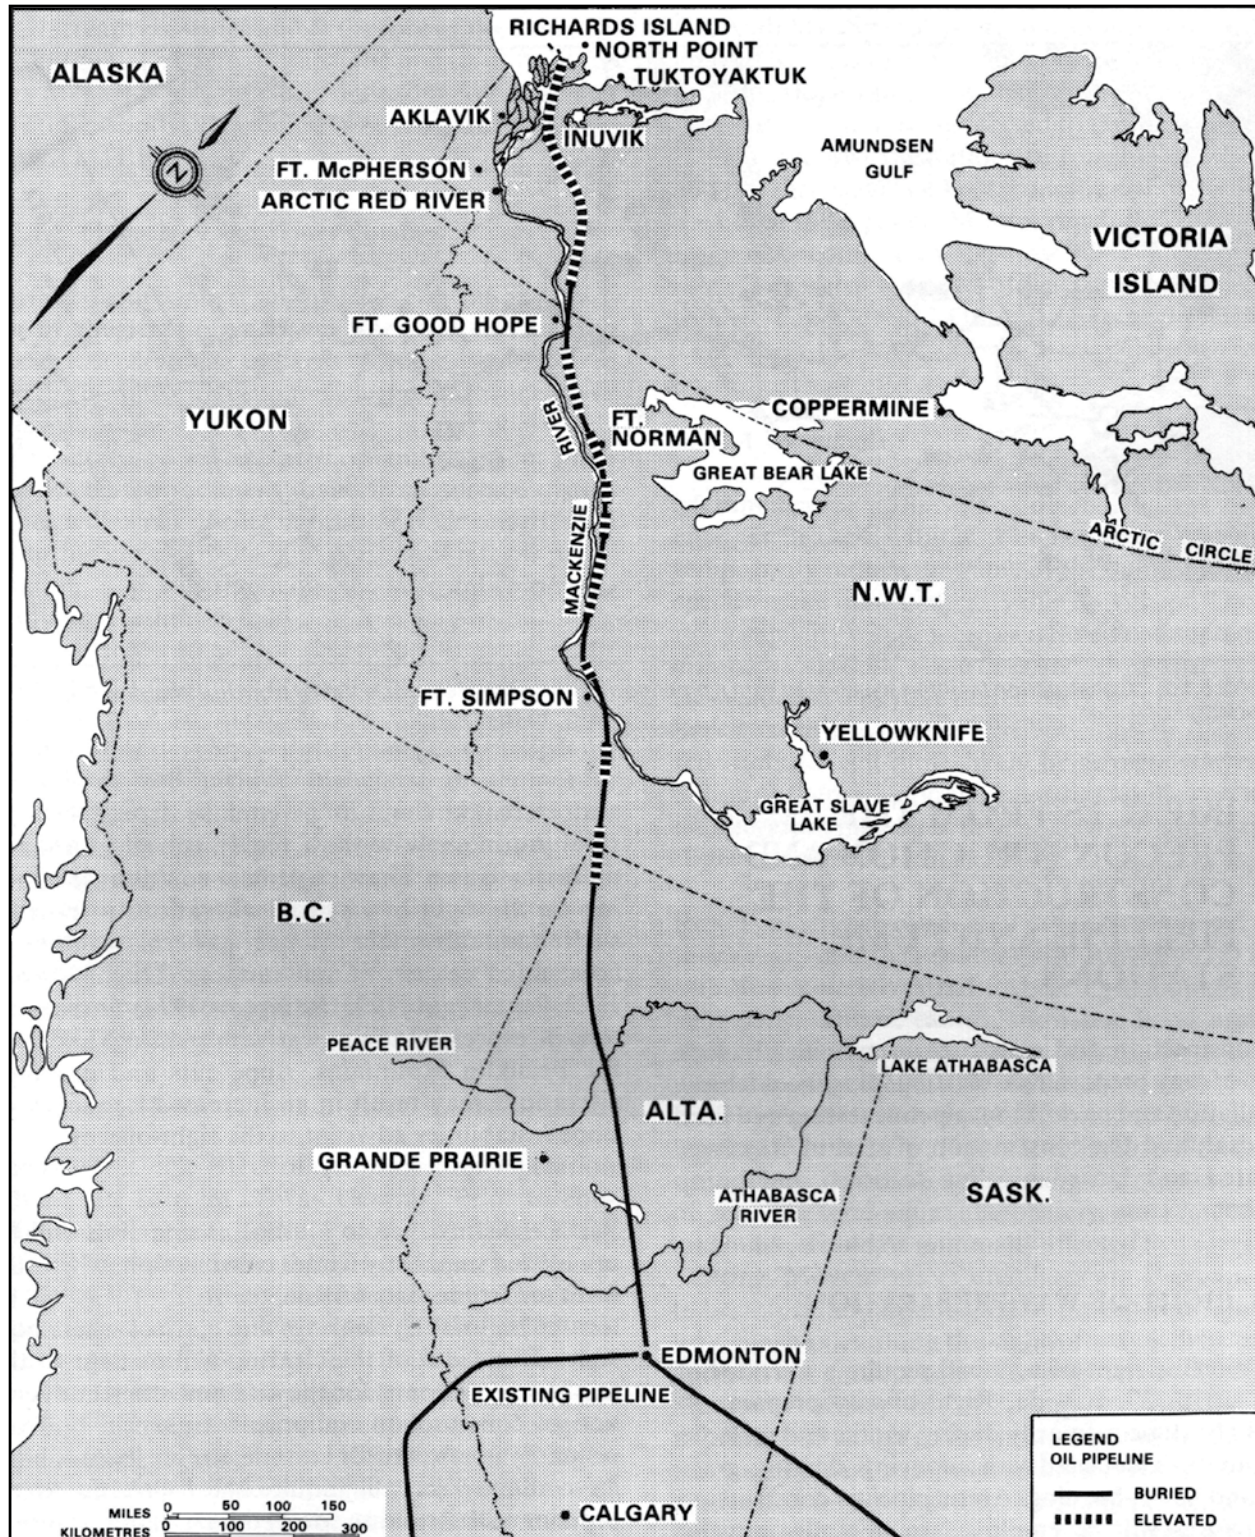 RICHARDS ISLAND
NORTH POINT
ALASKA
TUKTOYAKTUK
AKLAVIK
INUVIK
AMUNDSEN
GULF
FT. McPHERSON
N
ARCTIC RED RIVER
VICTORIA
ISLAND
FT. GOOD HOPE
YUKON
COPPERMINE
FT.
NORMAN
RIVER
GREAT BEAR LAKE
ARCTIC CIRCLE
MACKENZIE
N.W.T.
FT. SIMPSON
YELLOWKNIFE
GREAT SLAVE
LAKE
B.C.
PEACE RIVER
LAKE ATHABASCA
ALTA.
GRANDE PRAIRIE
ATHABASCA
RIVER
SASK.
EDMONTON
EXISTING PIPELINE
LEGEND
OIL PIPELINE
BURIED
ELEVATED
CALGARY
MILES 0 50 100 150
KILOMETRES 0 100 200 300